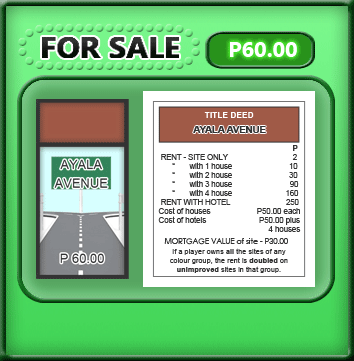 FOR SALE
P60.00
AYALA
AVENUE
P 60.00
TITLE DEED
AYALA AVENUE
P
RENT - SITE ONLY 2
" with 1 house 10
" with 2 house 30
" with 3 house 90
" with 4 house 160
RENT WITH HOTEL 250
Cost of houses P50.00 each
Cost of hotels P50.00 plus
4 houses
MORTGAGE VALUE of site - P30.00
If a player owns all the sites of any
colour group, the rent is doubled on
unimproved sites in that group.